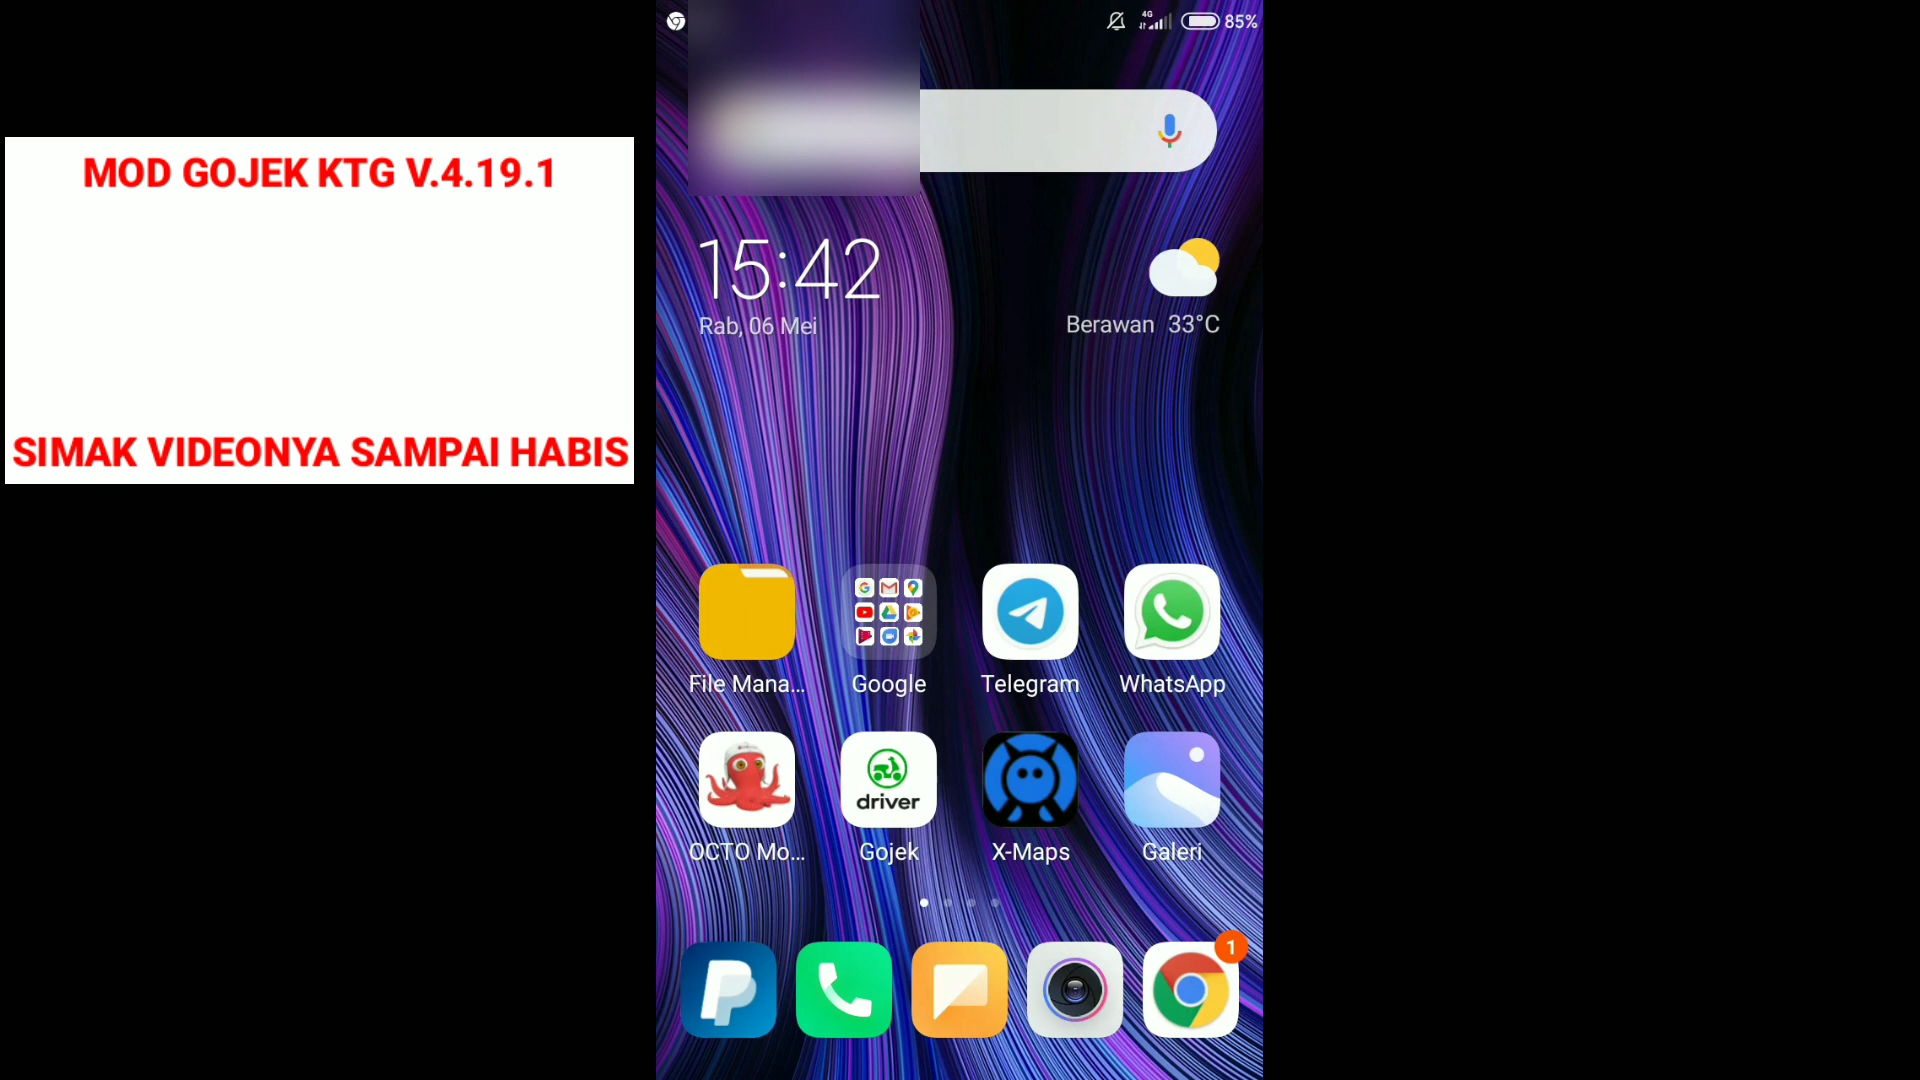 MOD GOJEK KTG V.4.19.1
SIMAK VIDEONYA SAMPAI HABIS
4G
85%
15:42
Rab, 06 Mei
Berawan 33°C
File Mana...
Google
Telegram
WhatsApp
driver
OCTO Mo...
Gojek
X-Maps
Galeri
1